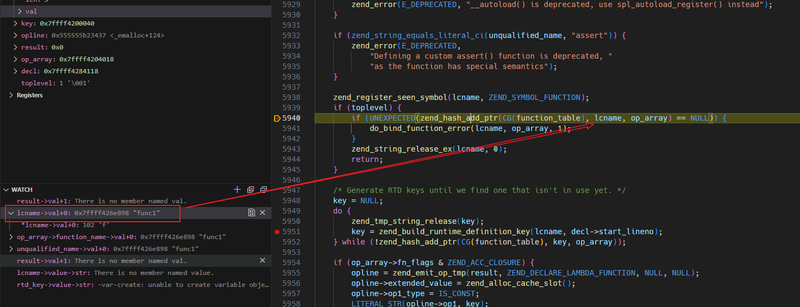 val
key: 0x7ffff4200040
opline: 0x555555b23437 <_emalloc+124>
result: 0x0
op_array: 0x7ffff4204018
decl: 0x7ffff4284118
toplevel: 1 '\001'
Registers
WATCH
result->val+0: There is no member named val.
lcname->val+0: 0x7ffff426e898 "func1"
*lcname->val+0: 102 'f'
op_array->function_name->val+0: 0x7ffff426e898 "func1"
unqualified_name->val+0: 0x7ffff426e898 "func1"
result->val+0: There is no member named val.
lcname->value->str: There is no member named value.
rtd_key->value->str: -var-create: unable to create variable obje…
5929 zend_error(E_DEPRECATED, "__autoload() is deprecated, use spl_autoload_register() instead");
5930 }
5931
5932 if (zend_string_equals_literal_ci(unqualified_name, "assert")) {
5933 zend_error(E_DEPRECATED,
5934 "Defining a custom assert() function is deprecated, "
5935 "as the function has special semantics");
5936 }
5937
5938 zend_register_seen_symbol(lcname, ZEND_SYMBOL_FUNCTION);
5939 if (toplevel) {
5940 if (UNEXPECTED(zend_hash_add_ptr(CG(function_table), lcname, op_array) == NULL)) {
5941 do_bind_function_error(lcname, op_array, 1);
5942 }
5943 zend_string_release_ex(lcname, 0);
5944 return;
5945 }
5946
5947 /* Generate RTD keys until we find one that isn't in use yet. */
5948 key = NULL;
5949 do {
5950 zend_tmp_string_release(key);
5951 key = zend_build_runtime_definition_key(lcname, decl->start_lineno);
5952 } while (!zend_hash_add_ptr(CG(function_table), key, op_array));
5953
5954 if (op_array->fn_flags & ZEND_ACC_CLOSURE) {
5955 opline = zend_emit_op_tmp(result, ZEND_DECLARE_LAMBDA_FUNCTION, NULL, NULL);
5956 opline->extended_value = zend_alloc_cache_slot();
5957 opline->op1_type = IS_CONST;
5958 LITERAL_STR(opline->op1, key);